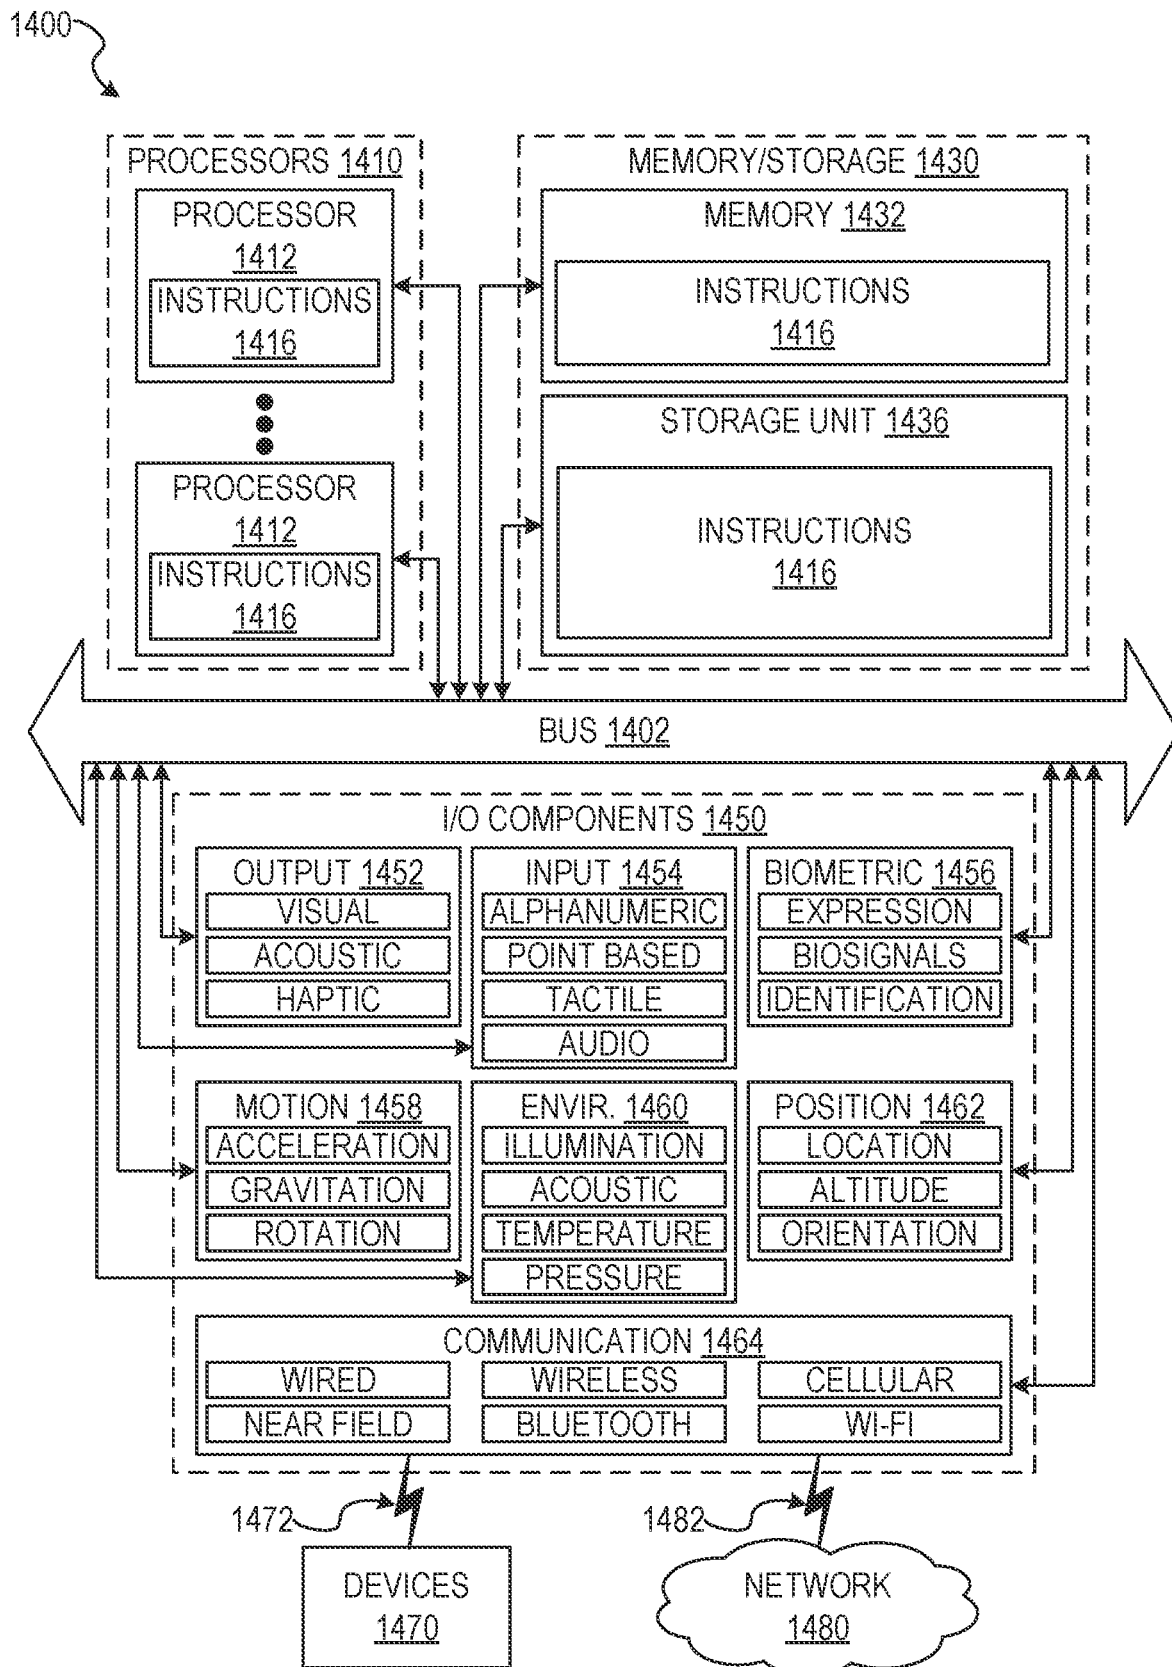 1400
PROCESSORS 1410
PROCESSOR
1412
INSTRUCTIONS
1416
PROCESSOR
1412
INSTRUCTIONS
1416
MEMORY/STORAGE 1430
MEMORY 1432
INSTRUCTIONS
1416
STORAGE UNIT 1436
INSTRUCTIONS
1416
BUS 1402
I/O COMPONENTS 1450
OUTPUT 1452
VISUAL
ACOUSTIC
HAPTIC
INPUT 1454
ALPHANUMERIC
POINT BASED
TACTILE
AUDIO
BIOMETRIC 1456
EXPRESSION
BIOSIGNALS
IDENTIFICATION
MOTION 1458
ACCELERATION
GRAVITATION
ROTATION
ENVIR. 1460
ILLUMINATION
ACOUSTIC
TEMPERATURE
PRESSURE
POSITION 1462
LOCATION
ALTITUDE
ORIENTATION
COMMUNICATION 1464
WIRED
WIRELESS
CELLULAR
NEAR FIELD
BLUETOOTH
WI-FI
1472
1482
DEVICES
1470
NETWORK
1480